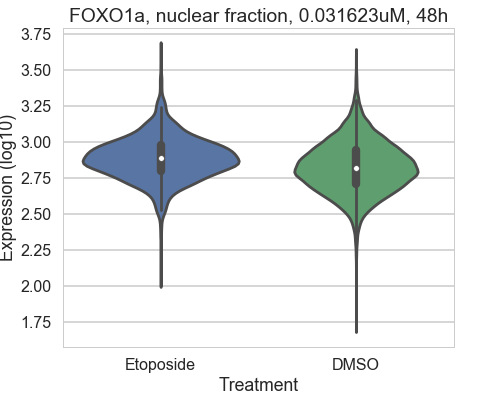 FOXO1a, nuclear fraction, 0.031623uM, 48h
Expression (log10)
3.75
3.50
3.25
3.00
2.75
2.50
2.25
2.00
1.75
Etoposide DMSO
Treatment